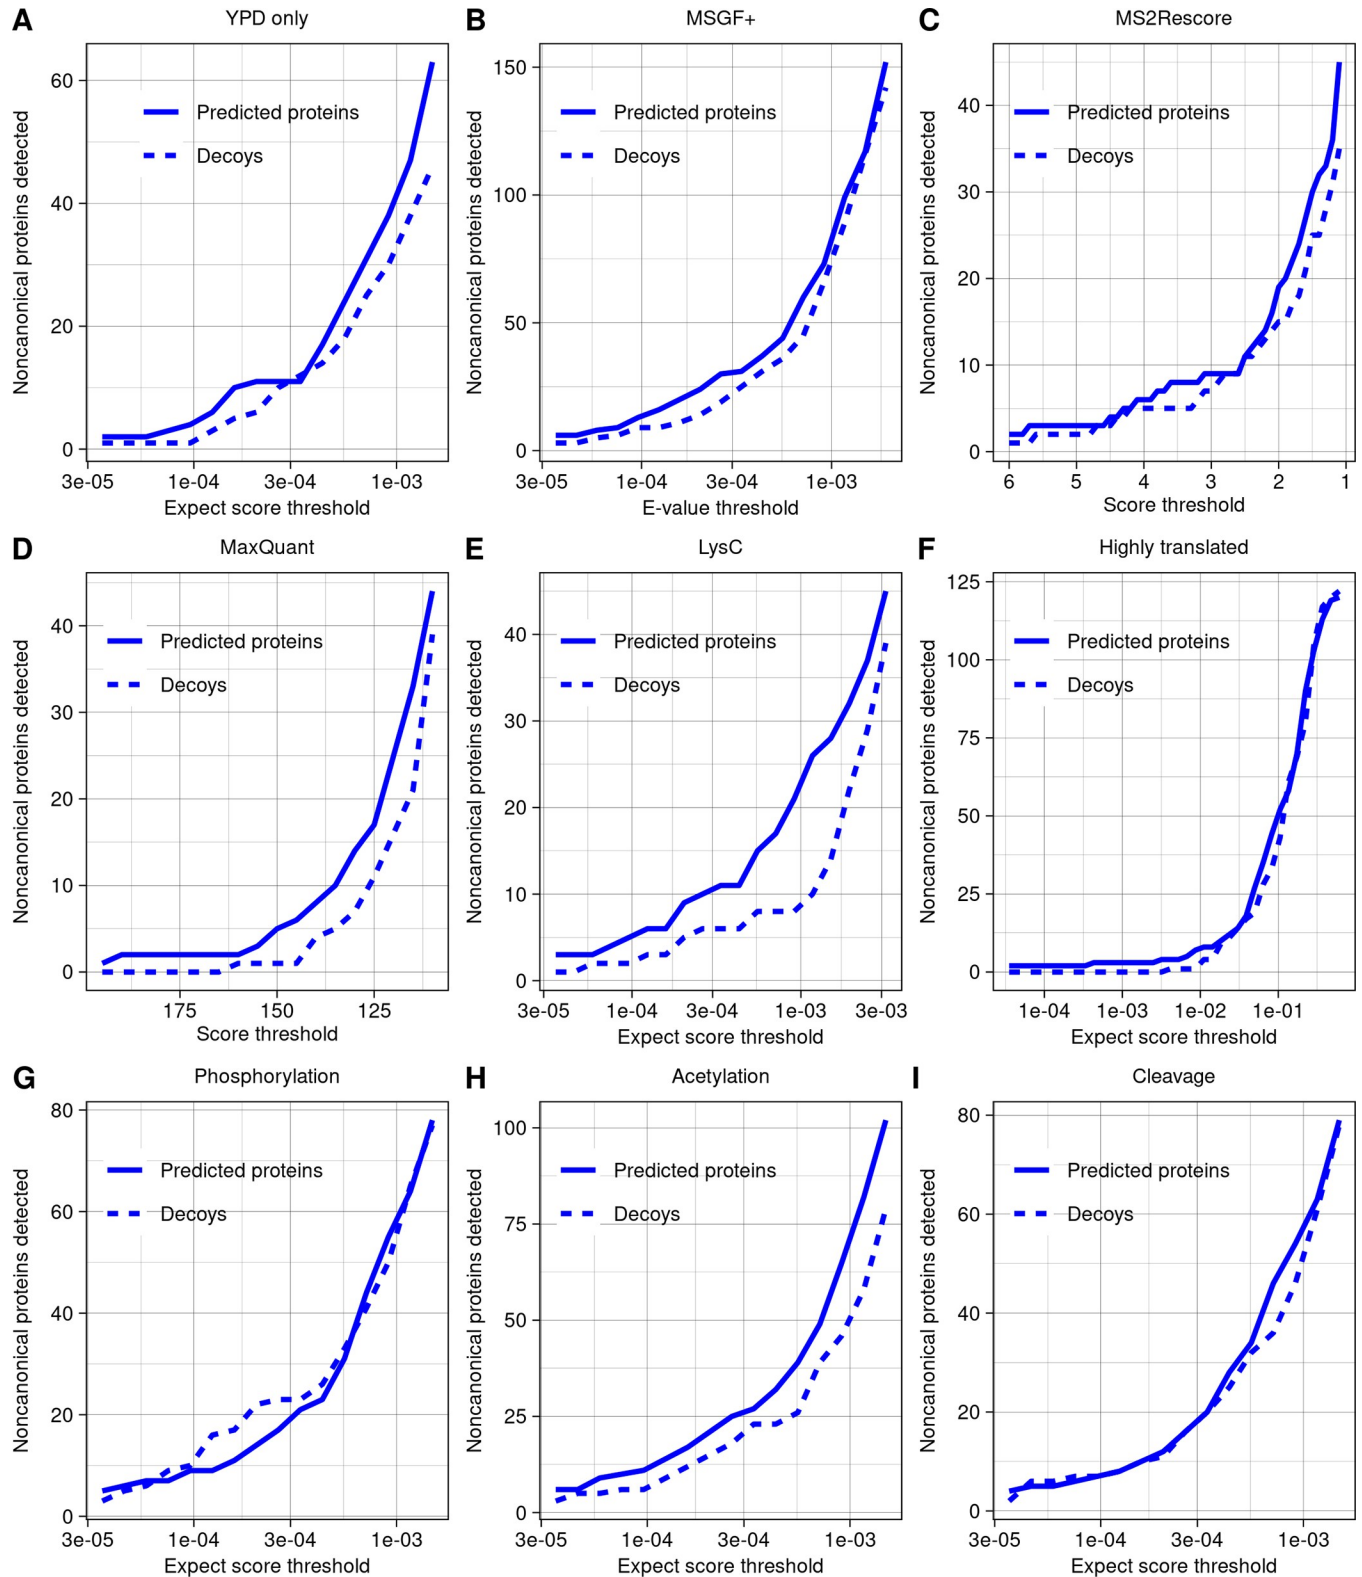 A
YPD only
Noncanonical proteins detected
60
40
20
0
Predicted proteins
Decoys
3e-05 1e-04 3e-04 1e-03
Expect score threshold
B
MSGF+
Noncanonical proteins detected
150
100
50
0
Predicted proteins
Decoys
3e-05 1e-04 3e-04 1e-03
E-value threshold
C
MS2Rescore
Noncanonical proteins detected
40
30
20
10
0
Predicted proteins
Decoys
6 5 4 3 2 1
Score threshold
D
MaxQuant
Noncanonical proteins detected
40
30
20
10
0
Predicted proteins
Decoys
175 150 125
Score threshold
E
LysC
Noncanonical proteins detected
40
30
20
10
0
Predicted proteins
Decoys
3e-05 1e-04 3e-04 1e-03 3e-03
Expect score threshold
F
Highly translated
Noncanonical proteins detected
125
100
75
50
25
0
Predicted proteins
Decoys
1e-04 1e-03 1e-02 1e-01
Expect score threshold
G
Phosphorylation
Noncanonical proteins detected
80
60
40
20
0
Predicted proteins
Decoys
3e-05 1e-04 3e-04 1e-03
Expect score threshold
H
Acetylation
Noncanonical proteins detected
100
75
50
25
0
Predicted proteins
Decoys
3e-05 1e-04 3e-04 1e-03
Expect score threshold
I
Cleavage
Noncanonical proteins detected
80
60
40
20
0
Predicted proteins
Decoys
3e-05 1e-04 3e-04 1e-03
Expect score threshold